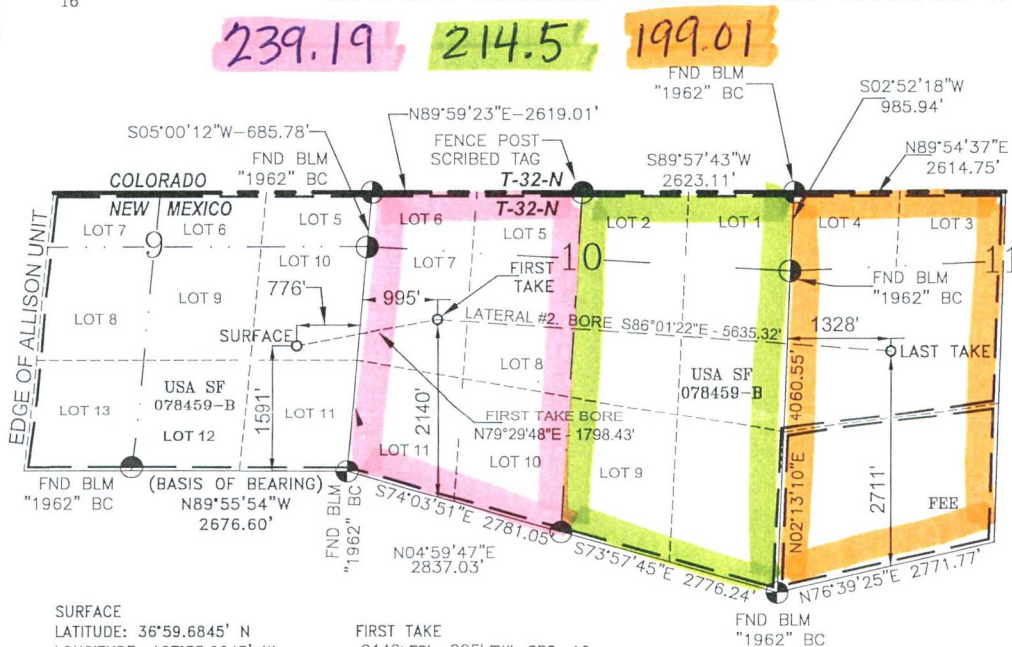 16
239.19 214.5 199.01
FND BLM
"1962" BC
S02°52'18"W
985.94'
N89°59'23"E-2619.01'
S05°00'12"W-685.78'
FENCE POST
SCRIBED TAG
S89°57'43"W
2623.11'
N89°54'37"E
2614.75'
FND BLM
"1962" BC
COLORADO T-32-N
NEW MEXICO T-32-N
LOT 7 LOT 6 LOT 5 LOT 6 LOT 5 LOT 2 LOT 1 LOT 4 LOT 3
9 10 11
LOT 10 LOT 7
FIRST
TAKE
FND BLM
"1962" BC
EDGE OF ALLISON UNIT
LOT 9
776'
995'
LOT 8
SURFACE
LATERAL #2. BORE S86°01'22"E - 5635.32'
1328'
LAST TAKE
LOT 8
USA SF
078459-B
USA SF
078459-B
4060.55'
LOT 13
LOT 12
LOT 11
1591'
2140'
FIRST TAKE BORE
N79°29'48"E - 1798.43'
LOT 11
LOT 10
LOT 9
N02°13'10"E
2711'
FEE
FND BLM
"1962" BC
(BASIS OF BEARING)
N89°55'54"W
2676.60'
FND BLM
"1962" BC
S74°03'51"E 2781.05'
N04°59'47"E
2837.03'
S73°57'45"E 2776.24'
N76°39'25"E 2771.77'
FND BLM
"1962" BC
SURFACE
LATITUDE: 36°59.6845' N
FIRST TAKE